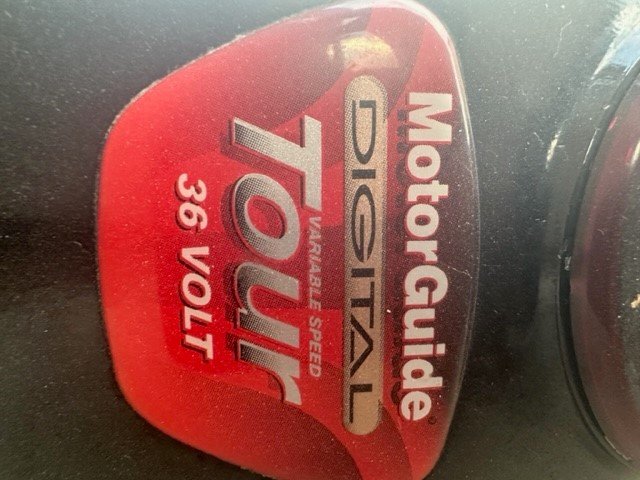 MotorGuide®
DIGITAL
VARIABLE SPEED
Tour
36 VOLT